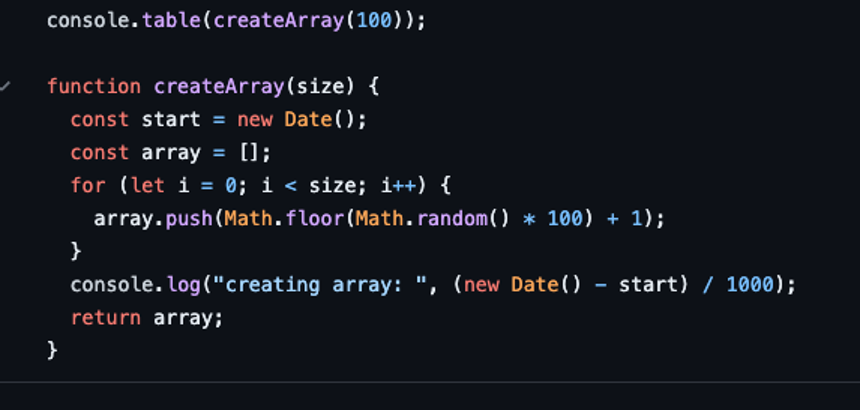 console.table(createArray(100));
function createArray(size) {
const start = new Date();
const array = [];
for (let i = 0; i < size; i++) {
array.push(Math.floor(Math.random() * 100) + 1);
}
console.log("creating array: ", (new Date() - start) / 1000);
return array;
}